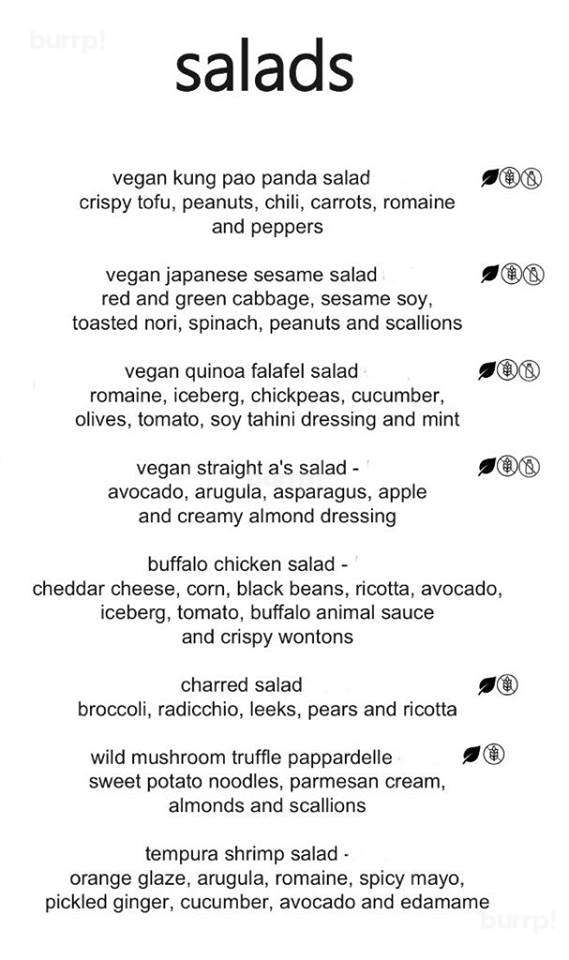 burrp!
salads
vegan kung pao panda salad
crispy tofu, peanuts, chili, carrots, romaine
and peppers
vegan japanese sesame salad
red and green cabbage, sesame soy,
toasted nori, spinach, peanuts and scallions
vegan quinoa falafel salad
romaine, iceberg, chickpeas, cucumber,
olives, tomato, soy tahini dressing and mint
vegan straight a's salad -
avocado, arugula, asparagus, apple
and creamy almond dressing
buffalo chicken salad -
cheddar cheese, corn, black beans, ricotta, avocado,
iceberg, tomato, buffalo animal sauce
and crispy wontons
charred salad
broccoli, radicchio, leeks, pears and ricotta
wild mushroom truffle pappardelle
sweet potato noodles, parmesan cream,
almonds and scallions
tempura shrimp salad -
orange glaze, arugula, romaine, spicy mayo,
pickled ginger, cucumber, avocado and edamame
burrp!